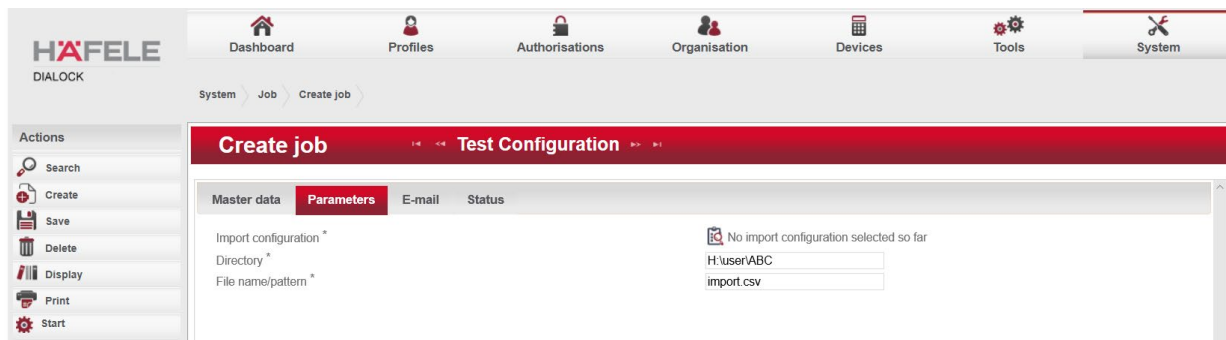 HÄFELE
DIALOCK
Dashboard
Profiles
Authorisations
Organisation
Devices
Tools
System
System Job Create job
Actions
Search
Create
Save
Delete
Display
Print
Start
Create job
Test Configuration
Master data Parameters E-mail Status
Import configuration * No import configuration selected so far
Directory * H:\user\ABC
File name/pattern * import.csv